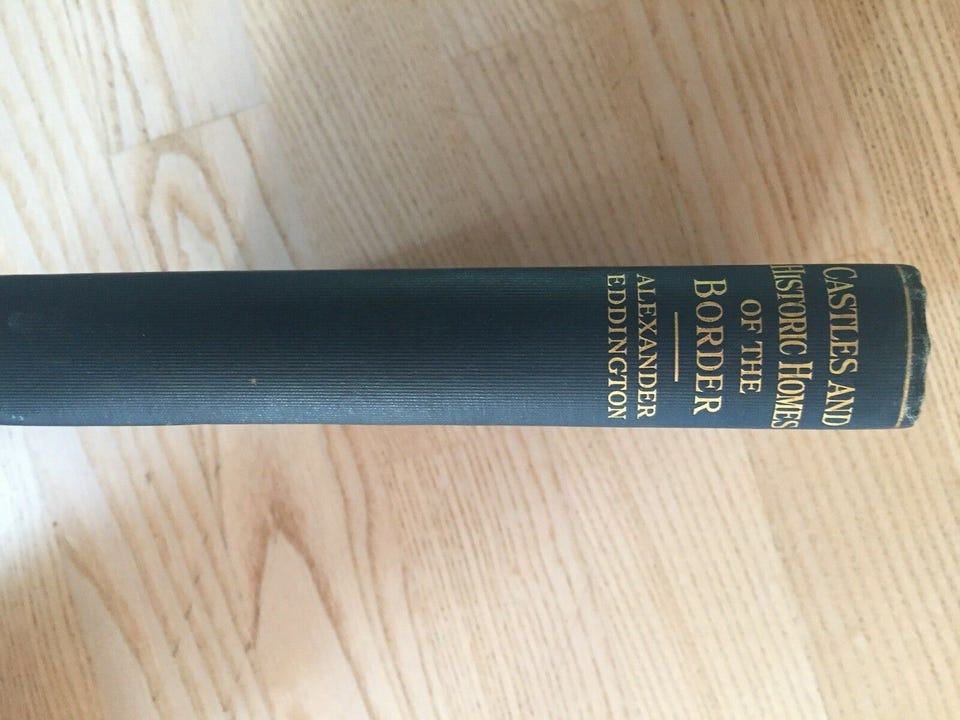 CASTLES AND
HISTORIC HOMES
OF THE
BORDER
ALEXANDER
EDDINGTON